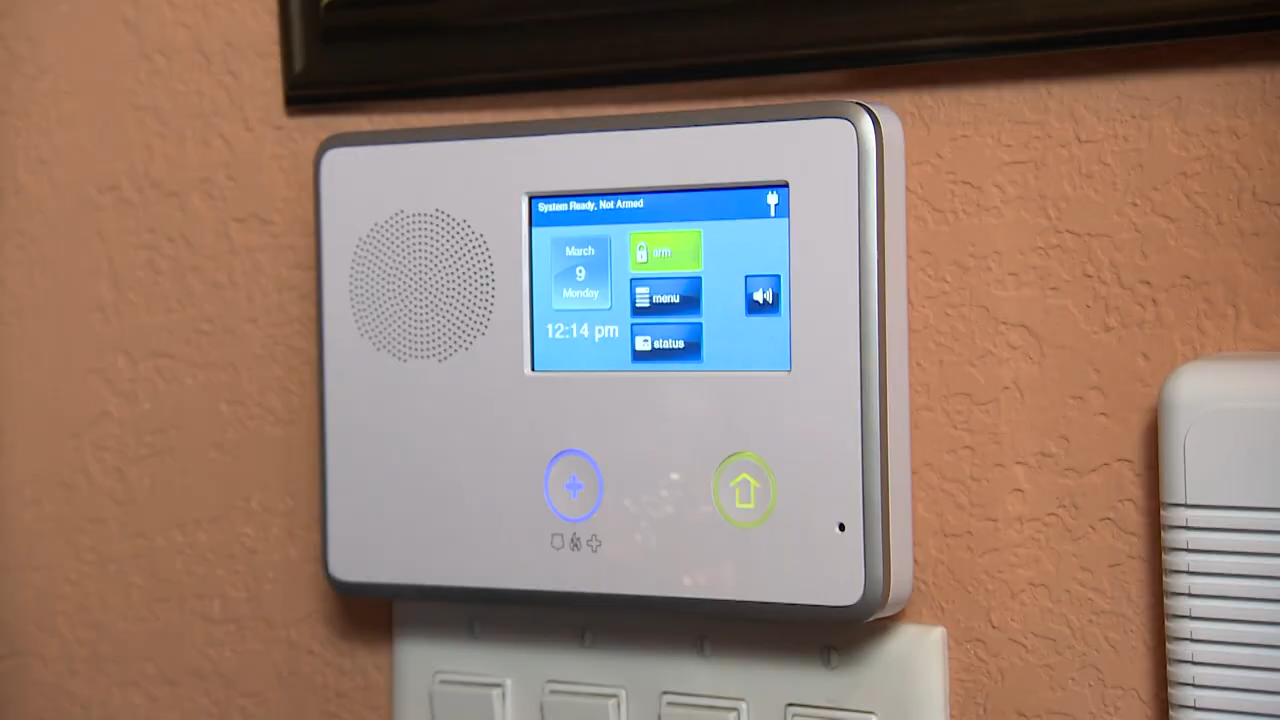 System Ready, Not Armed
March
9
Monday
12:14 pm
arm
menu
status